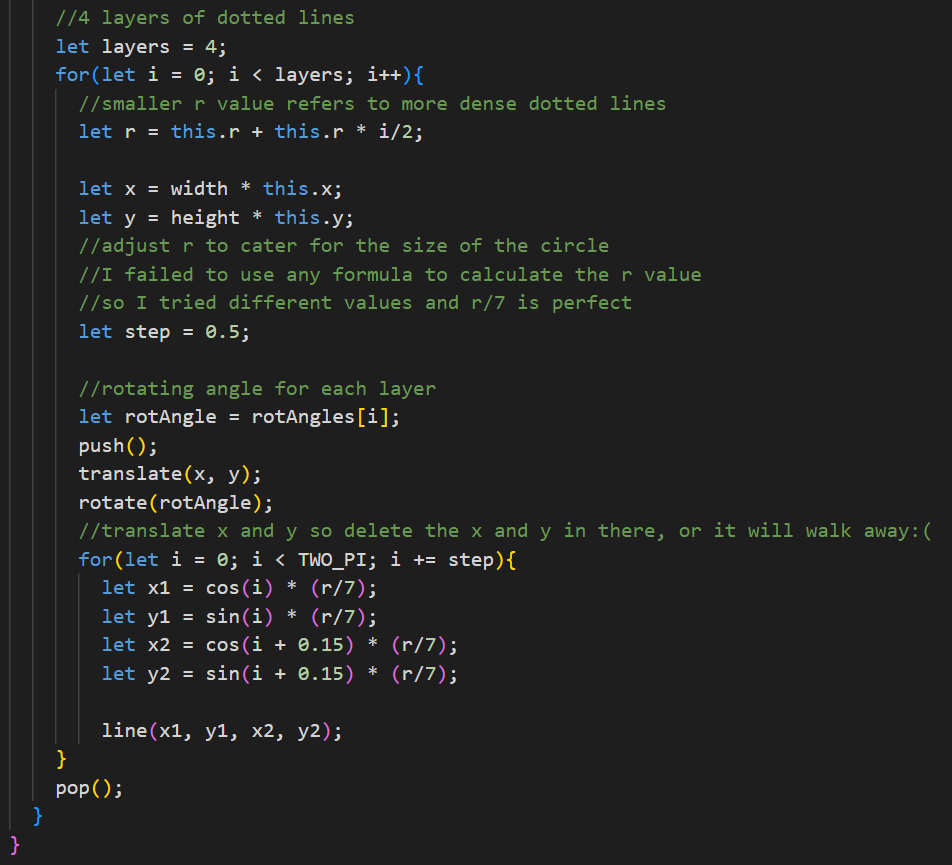 //4 layers of dotted lines
let layers = 4;
for(let i = 0; i < layers; i++){
//smaller r value refers to more dense dotted lines
let r = this.r + this.r * i/2;
let x = width * this.x;
let y = height * this.y;
//adjust r to cater for the size of the circle
//I failed to use any formula to calculate the r value
//so I tried different values and r/7 is perfect
let step = 0.5;
//rotating angle for each layer
let rotAngle = rotAngles[i];
push();
translate(x, y);
rotate(rotAngle);
//translate x and y so delete the x and y in there, or it will walk away:(
for(let i = 0; i < TWO_PI; i += step){
let x1 = cos(i) * (r/7);
let y1 = sin(i) * (r/7);
let x2 = cos(i + 0.15) * (r/7);
let y2 = sin(i + 0.15) * (r/7);
line(x1, y1, x2, y2);
}
pop();
}
}